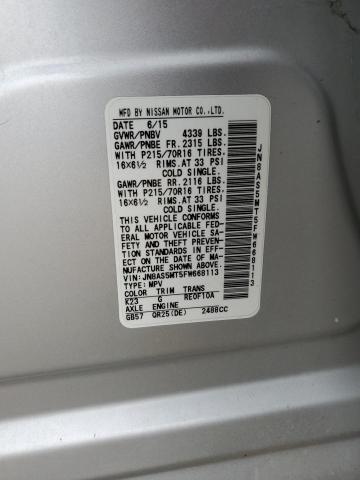 MFD BY NISSAN MOTOR CO.,LTD.
DATE 6/15
GVWR/PNBV 4339 LBS.
GAWR/PNBE FR.2315 LBS.
WITH P215/70R16 TIRES.
16×6½ RIMS.AT 33 PSI
COLD SINGLE.
GAWR/PNBE RR.2116 LBS.
WITH P215/70R16 TIRES.
16×6½ RIMS.AT 33 PSI
COLD SINGLE.
THIS VEHICLE CONFORMS
TO ALL APPLICABLE FED-
ERAL MOTOR VEHICLE SA-
FETY AND THEFT PREVEN-
TION STANDARDS IN EFF-
ECT ON THE DATE OF MA-
NUFACTURE SHOWN ABOVE.
VIN: JN8AS5MT5FW668113
TYPE: MPV
COLOR TRIM TRANS
K23 G RE0F10A
AXLE ENGINE
GB57 QR25(DE) 2488CC
JN8AS5MT5FW668113